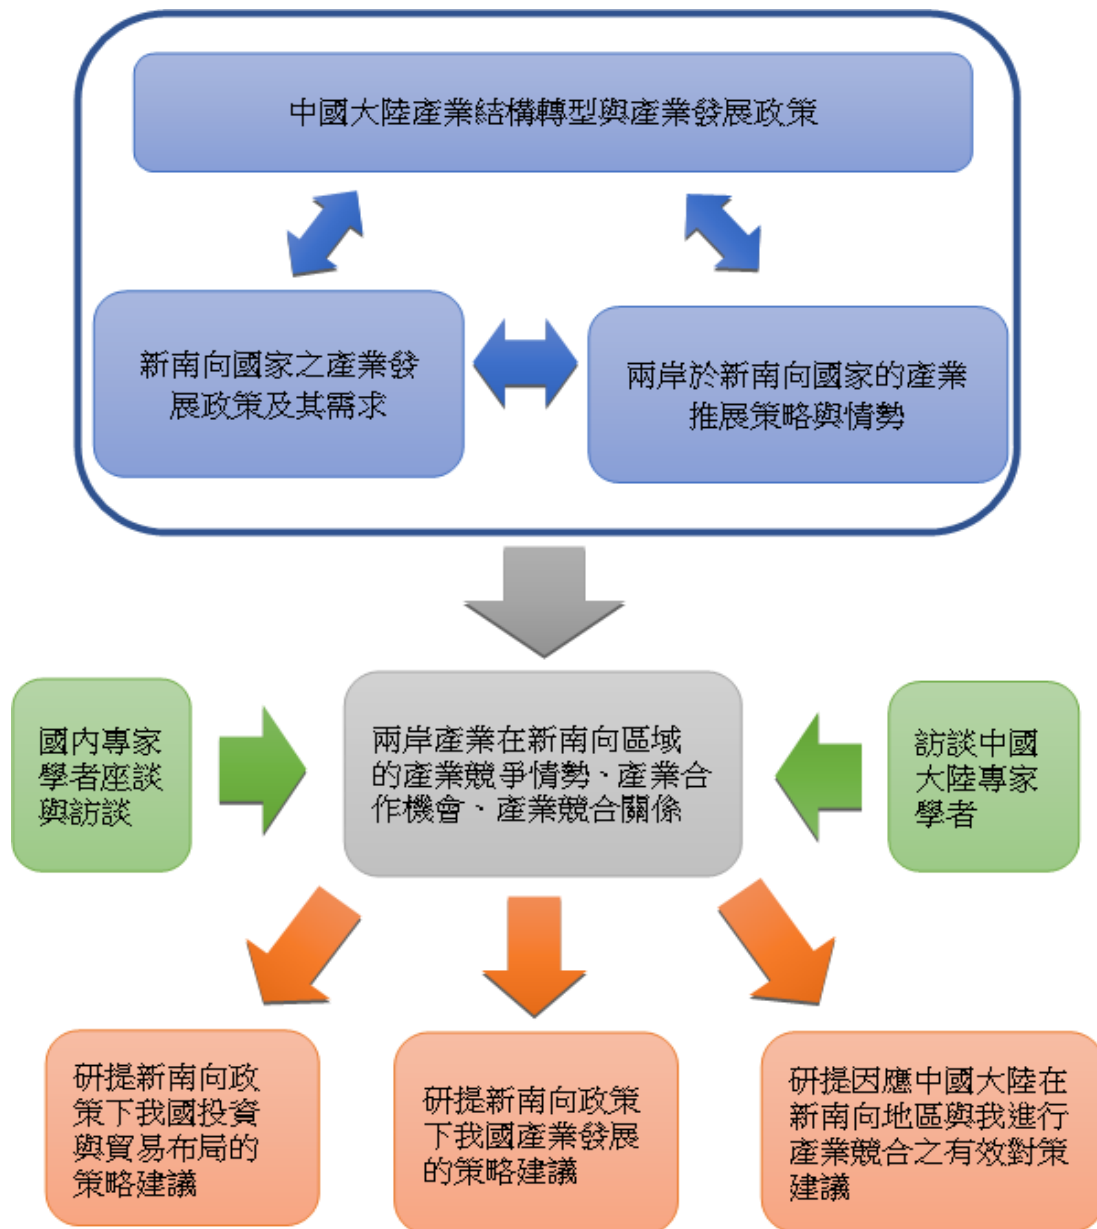 中國大陸產業結構轉型與產業發展政策
新南向國家之產業發
展政策及其需求
兩岸於新南向國家的產業
推展策略與情勢
國內專家
學者座談
與訪談
兩岸產業在新南向區域
的產業競爭情勢、產業合
作機會、產業競合關係
訪談中國
大陸專家
學者
研提新南向政
策下我國投資
與貿易布局的
策略建議
研提新南向政策
下我國產業發展
的策略建議
研提因應中國大陸在
新南向地區與我進行
產業競合之有效對策
建議